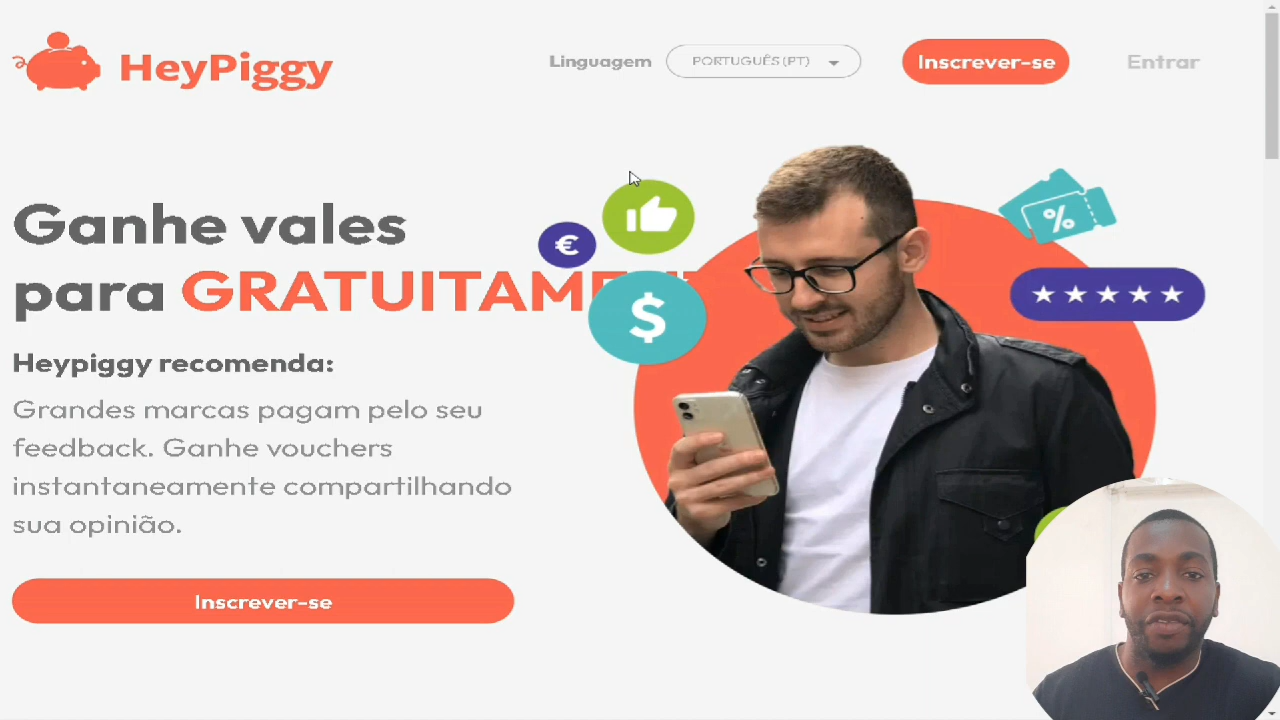 HeyPiggy
Linguagem
PORTUGUÊS (PT)
Inscrever-se
Entrar
Ganhe vales
para GRATUITAM
Heypiggy recomenda:
Grandes marcas pagam pelo seu
feedback. Ganhe vouchers
instantaneamente compartilhando
sua opinião.
Inscrever-se
€
$
%